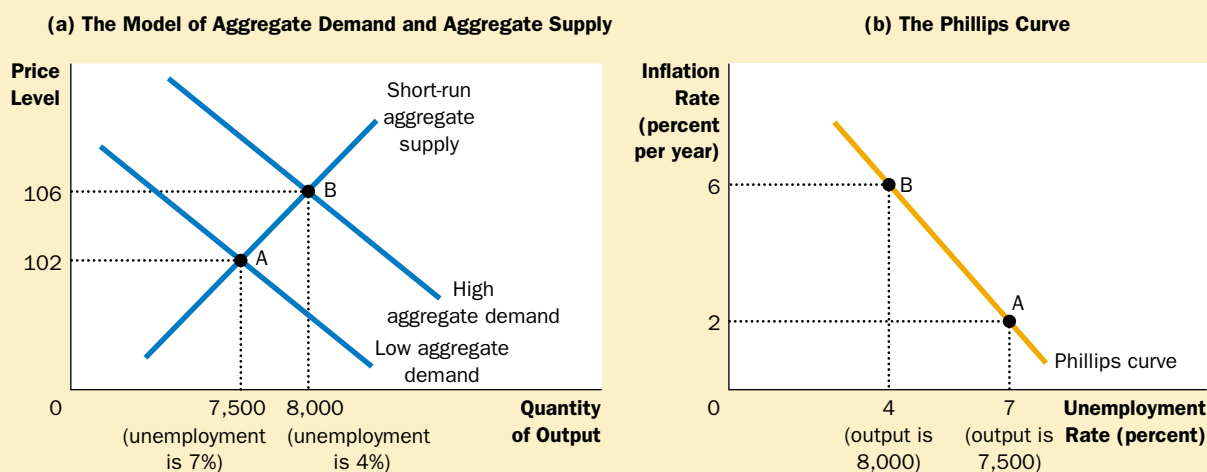 (a) The Model of Aggregate Demand and Aggregate Supply
Price
Level
Short-run
aggregate
supply
106
B
102
A
High
aggregate demand
Low aggregate
demand
0
7,500
(unemployment
is 7%)
8,000
(unemployment
is 4%)
Quantity
of Output
(b) The Phillips Curve
Inflation
Rate
(percent
per year)
6
B
A
2
Phillips curve
0
4
(output is
8,000)
7
(output is
7,500)
Unemployment
Rate (percent)